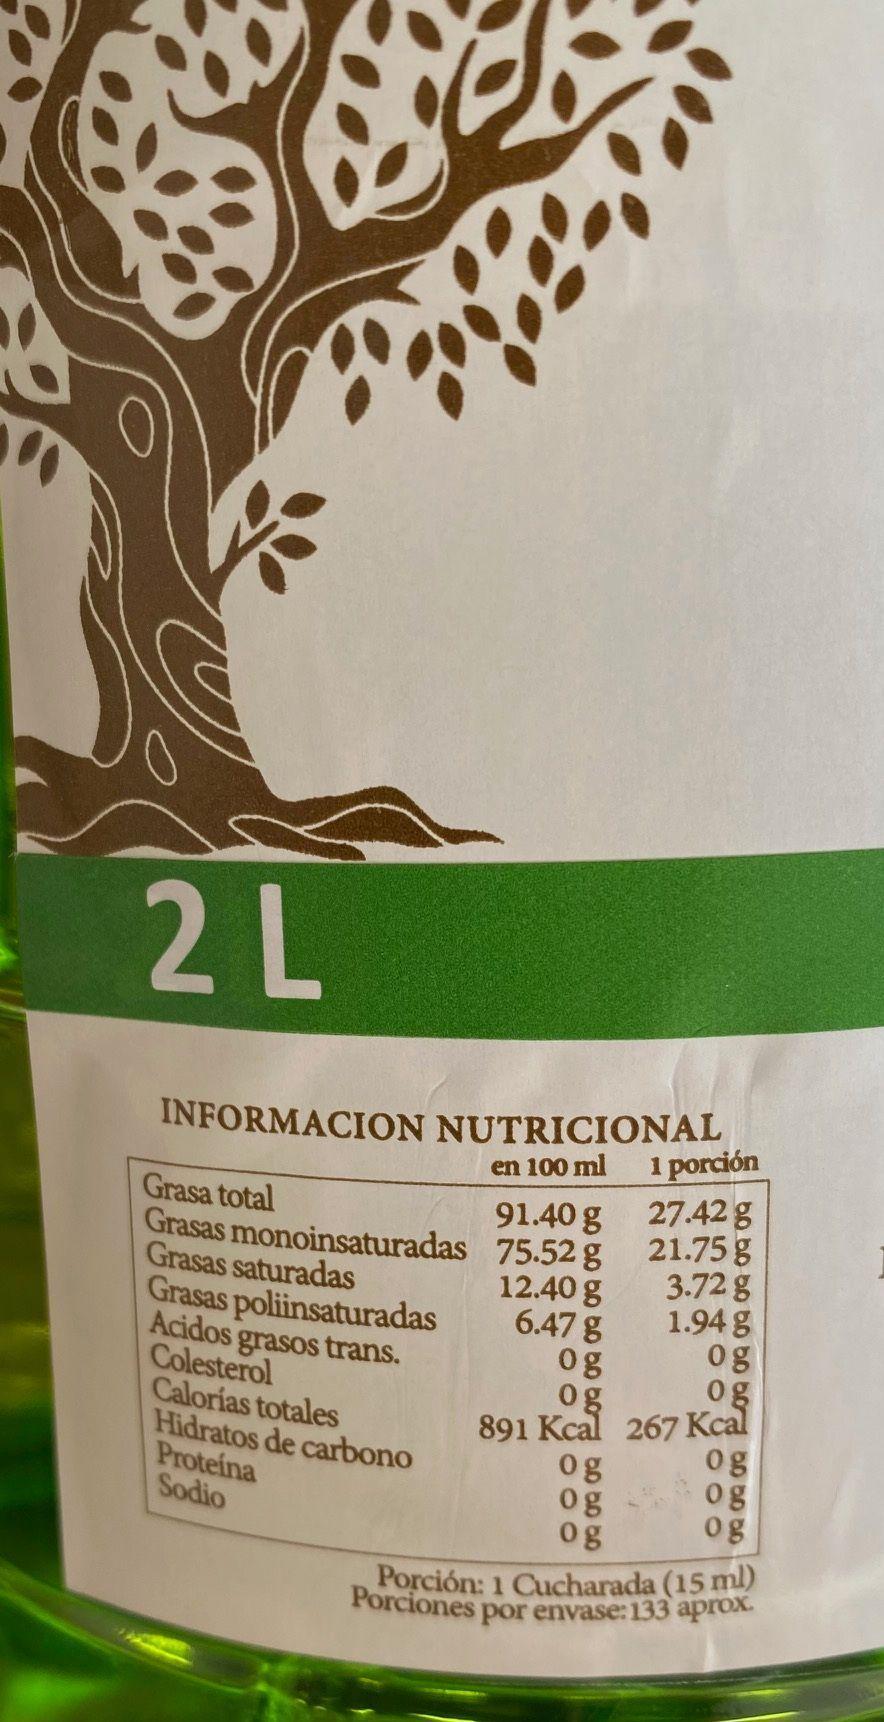 2 L
INFORMACION NUTRICIONAL
en 100 ml 1 porción
Grasa total 91.40 g 27.42 g
Grasas monoinsaturadas 75.52 g 21.75 g
Grasas saturadas 12.40 g 3.72 g
Grasas poliinsaturadas 6.47 g 1.94 g
Acidos grasos trans. 0 g 0 g
Colesterol 0 g 0 g
Calorías totales 891 Kcal 267 Kcal
Hidratos de carbono 0 g 0 g
Proteína 0 g 0 g
Sodio 0 g 0 g
Porción: 1 Cucharada (15 ml)
Porciones por envase: 133 aprox.